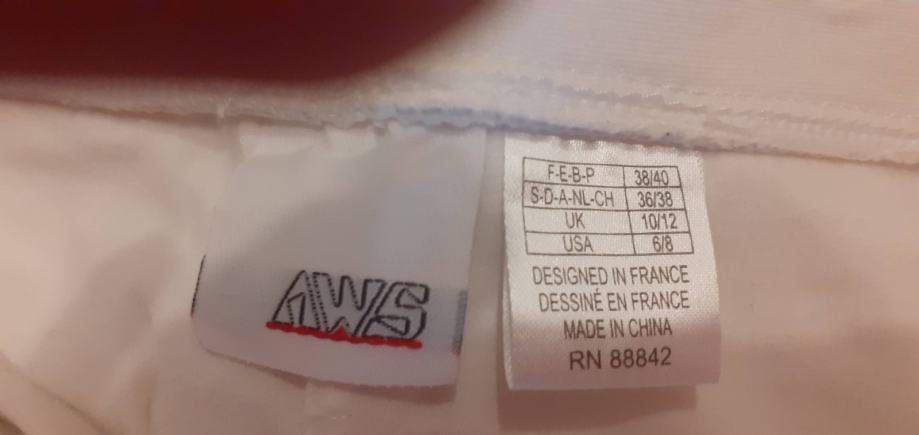 AWS
F-E-B-P 38/40
S-D-A-NL-CH 36/38
UK 10/12
USA 6/8
DESIGNED IN FRANCE
DESSINÉ EN FRANCE
MADE IN CHINA
RN 88842